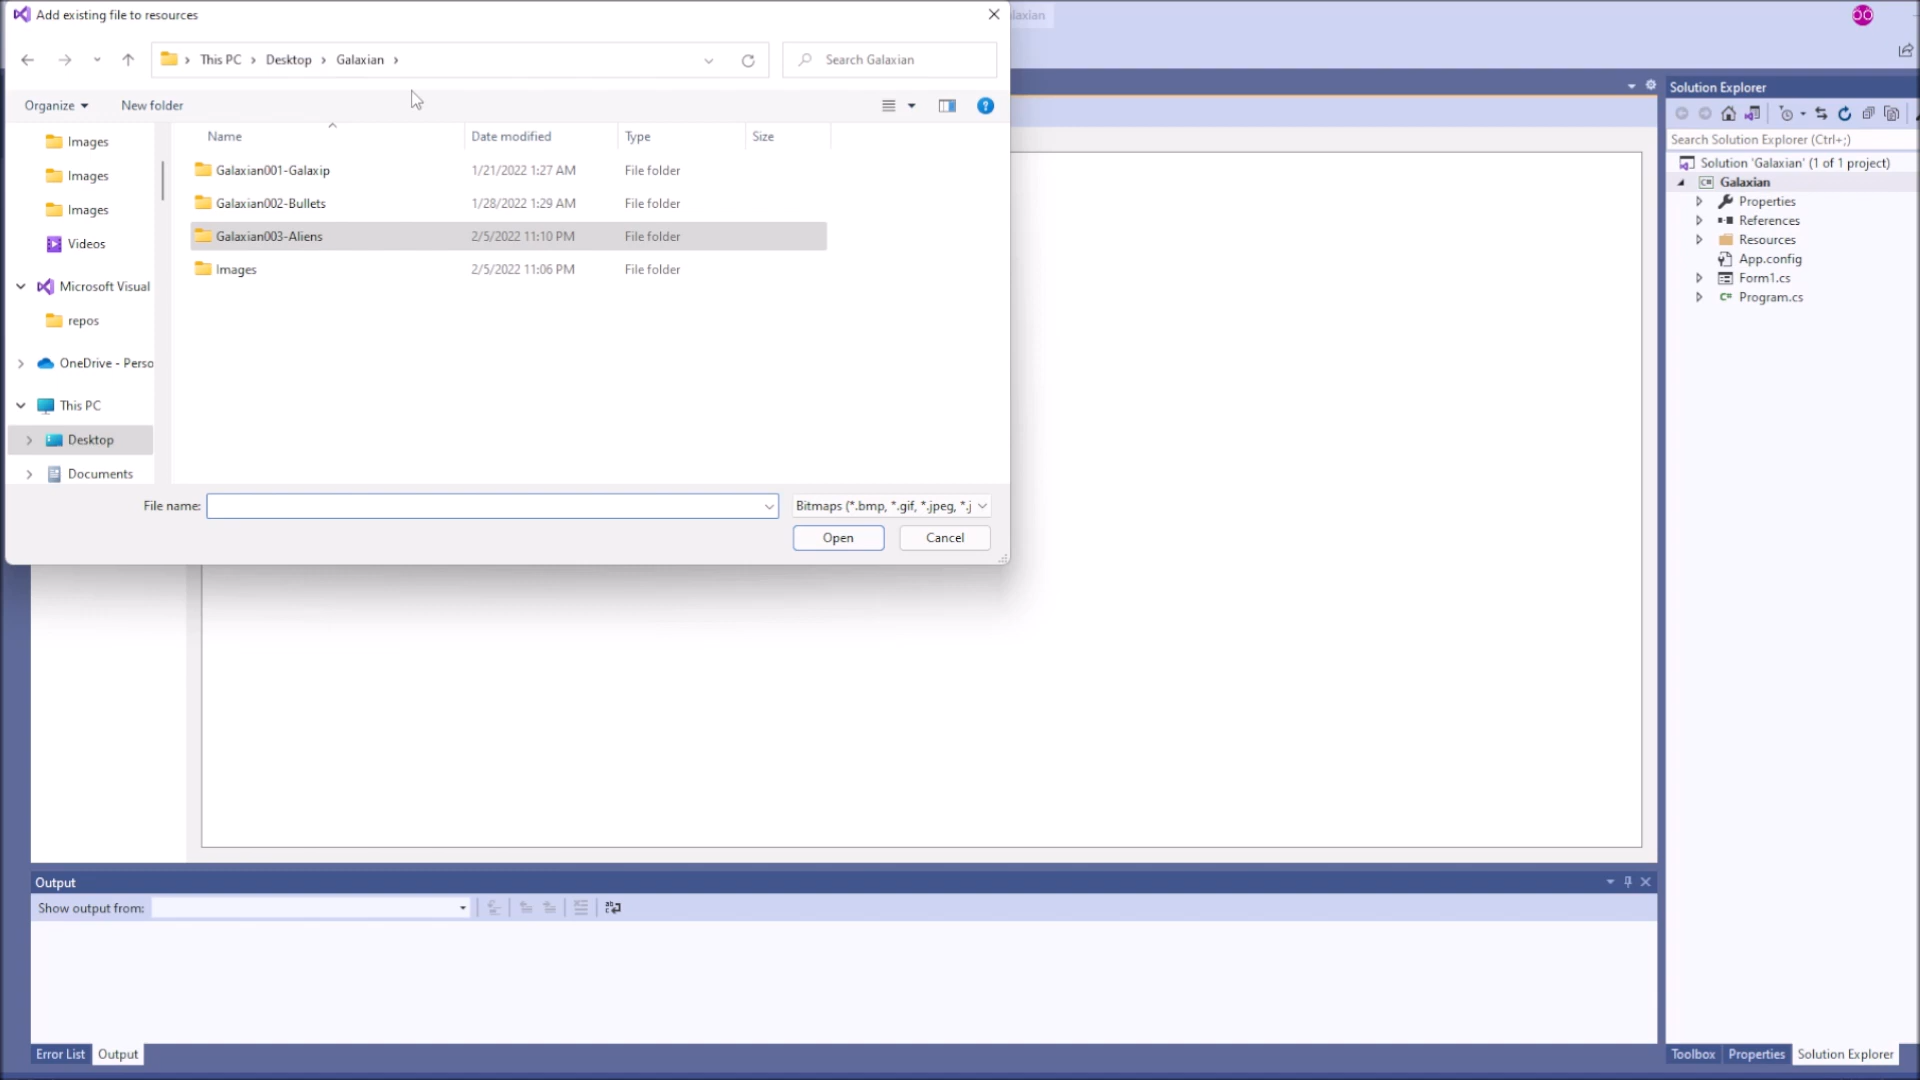 Add existing file to resources
This PC
Desktop
Galaxian
Search Galaxian
Organize
New folder
Name
Date modified
Type
Size
Galaxian001-Galaxip
1/21/2022 1:27 AM
File folder
Galaxian002-Bullets
1/28/2022 1:29 AM
File folder
Galaxian003-Aliens
2/5/2022 11:10 PM
File folder
Images
2/5/2022 11:06 PM
File folder
Images
Images
Images
Videos
Microsoft Visual
repos
OneDrive - Perso
This PC
Desktop
Documents
File name:
Bitmaps (*.bmp, *.gif, *.jpeg, *.j
Open
Cancel
Solution Explorer
Search Solution Explorer (Ctrl+;)
Solution 'Galaxian' (1 of 1 project)
C# Galaxian
Properties
References
Resources
App.config
Form1.cs
C# Program.cs
Output
Show output from:
Error List
Output
Toolbox
Properties
Solution Explorer